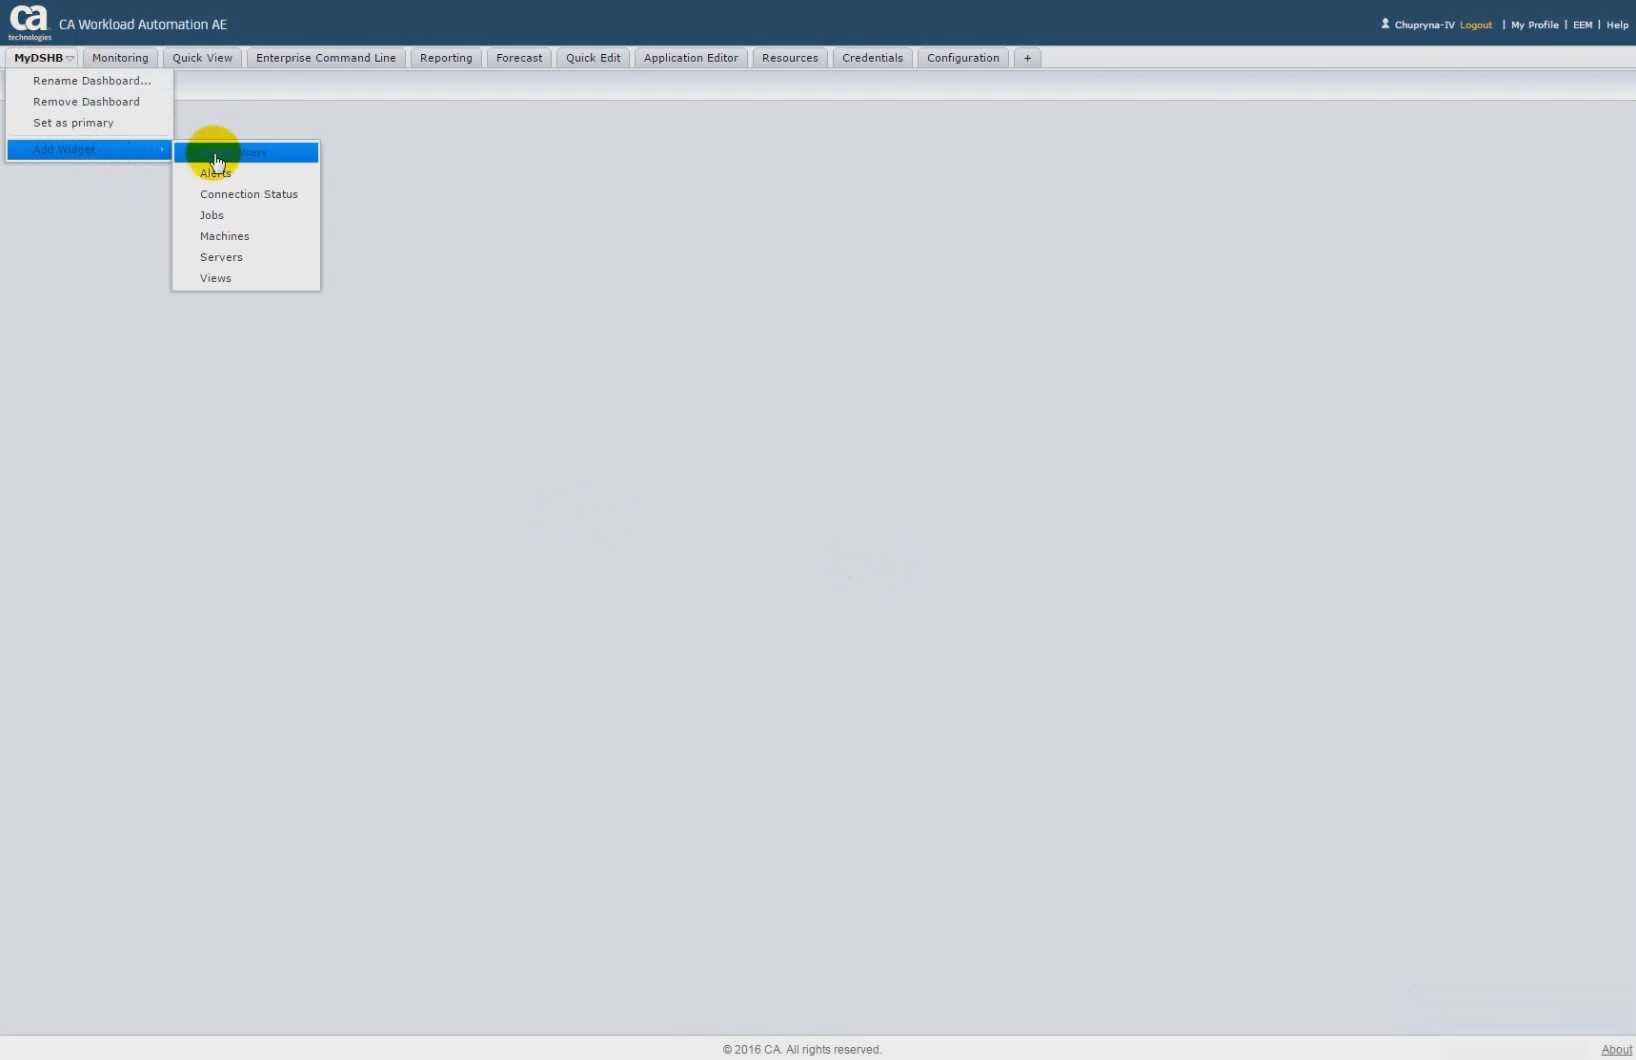 ca
technologies
CA Workload Automation AE
Chupryna-IV Logout | My Profile | EEM | Help
MyDSHB Monitoring Quick View Enterprise Command Line Reporting Forecast Quick Edit Application Editor Resources Credentials Configuration +
Rename Dashboard...
Remove Dashboard
Set as primary
Add Widget
Alerts
Connection Status
Jobs
Machines
Servers
Views
© 2016 CA. All rights reserved.
About